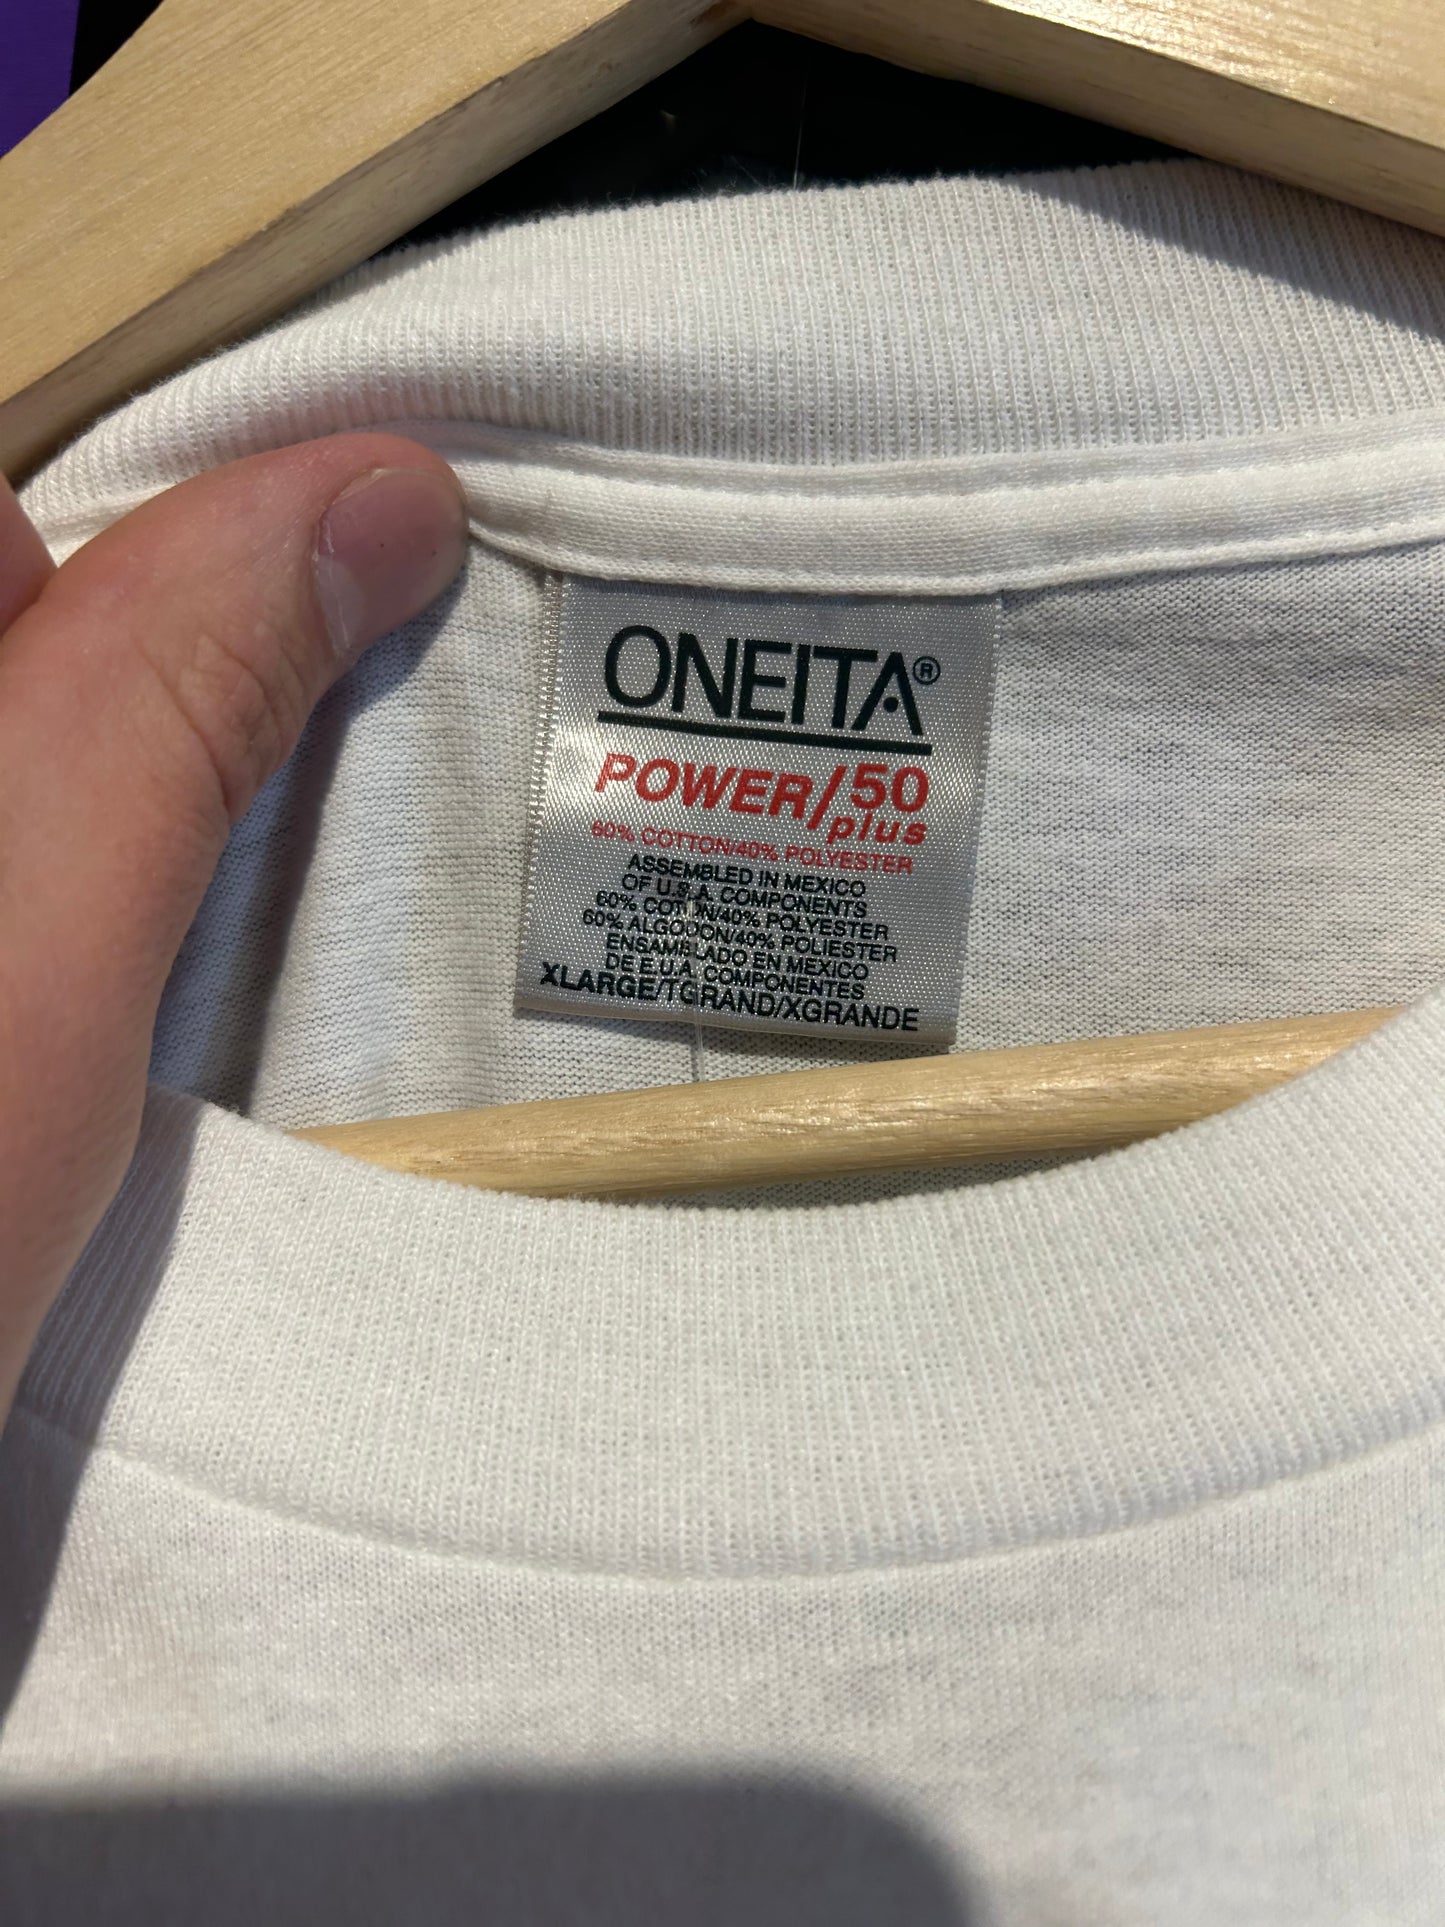 ONEITA®
POWER/50
plus
60% COTTON/40% POLYESTER
ASSEMBLED IN MEXICO
OF U.S.A. COMPONENTS
60% COTTON/40% POLYESTER
60% ALGODON/40% POLIESTER
ENSAMBLADO EN MEXICO
DE E.U.A. COMPONENTES
XLARGE/TGRAND/XGRANDE